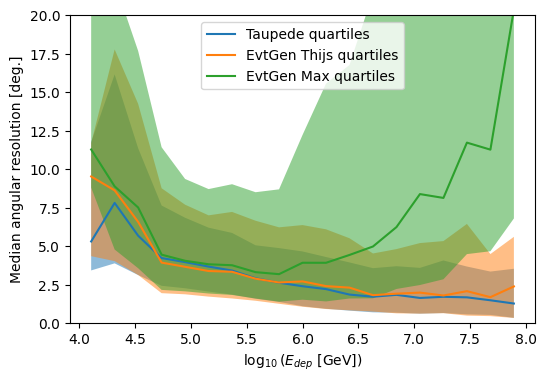 20.0
17.5
15.0
12.5
10.0
7.5
5.0
2.5
0.0
Median angular resolution [deg.]
Taupede quartiles
EvtGen Thijs quartiles
EvtGen Max quartiles
4.0 4.5 5.0 5.5 6.0 6.5 7.0 7.5 8.0
log₁₀(E_dep [GeV])